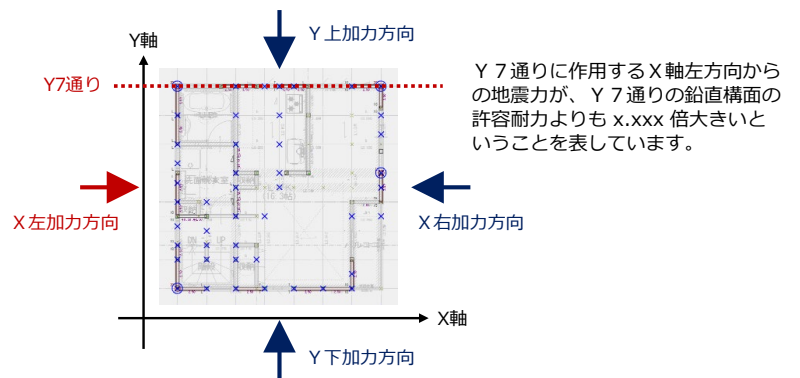 Y上加力方向
Y軸
Y7通り
Y7通りに作用するX軸左方向から
の地震力が、Y7通りの鉛直構面の
許容耐力よりも x.xxx 倍大きいと
いうことを表しています。
X左加力方向
X右加力方向
X軸
Y下加力方向